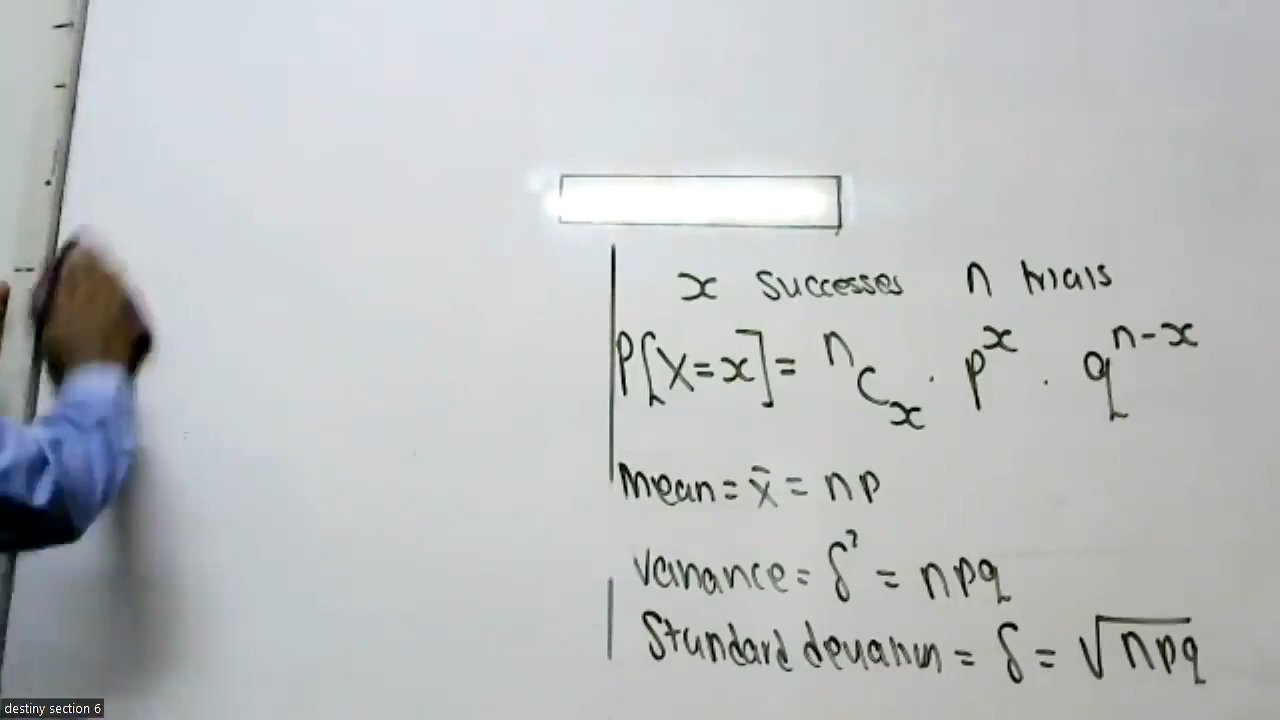 x successes n trials
P[X=x] = ⁿCₓ . pˣ . qⁿ⁻ˣ
mean = x̄ = np
variance = δ² = npq
Standard deviation = δ = √npq
destiny section 6